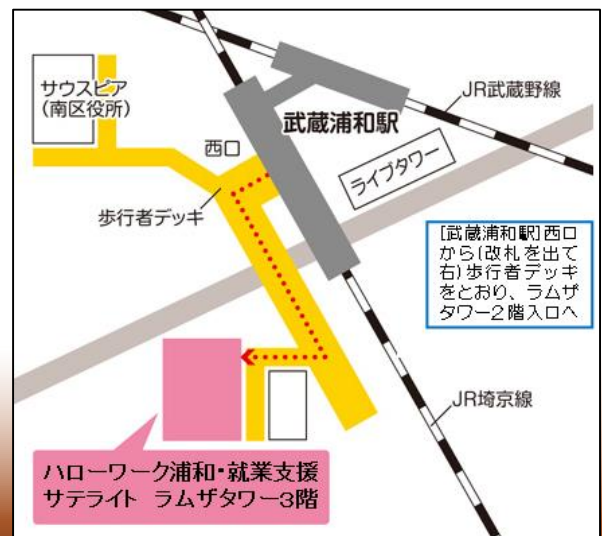 サウスピア
(南区役所)
JR武蔵野線
武蔵浦和駅
西口
ライブタワー
歩行者デッキ
[武蔵浦和駅]西口
から(改札を出て
右)歩行者デッキ
をとおり、ラムザ
タワー2階入口へ
JR埼京線
ハローワーク浦和・就業支援
サテライト ラムザタワー3階